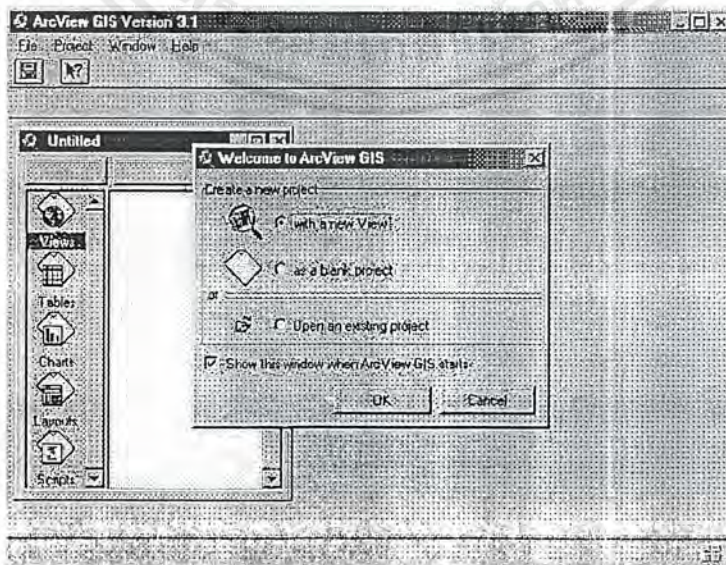 ArcView GIS Version 3.1
File Project Window Help
Untitled
Views
Tables
Charts
Layouts
Scripts
Welcome to ArcView GIS
Create a new project
with a new View
as a blank project
or
Open an existing project
Show this window when ArcView GIS starts
OK
Cancel